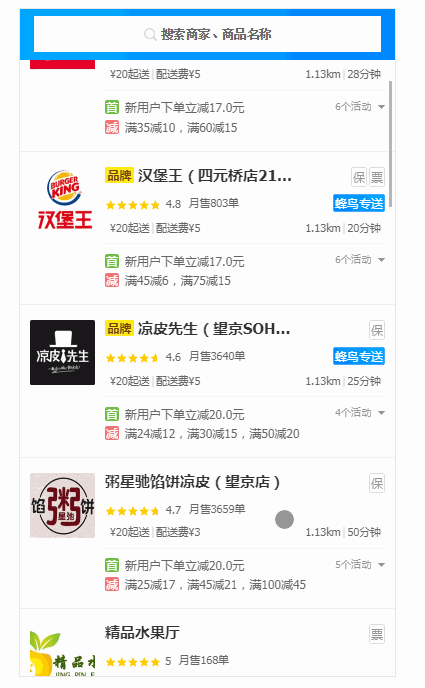 搜索商家、商品名称
¥20起送 | 配送费¥5 1.13km | 28分钟
首 新用户下单立减17.0元 6个活动
减 满35减10，满60减15
BURGER KING
汉堡王
品牌 汉堡王（四元桥店21... 保 票
4.8 月售803单 蜂鸟专送
¥20起送 | 配送费¥5 1.13km | 20分钟
首 新用户下单立减17.0元 6个活动
减 满45减6，满75减15
凉皮先生
品牌 凉皮先生（望京SOH... 保
4.6 月售3640单 蜂鸟专送
¥20起送 | 配送费¥5 1.13km | 25分钟
首 新用户下单立减20.0元 4个活动
减 满24减12，满30减15，满50减20
馅 粥 饼
星弛
粥星驰馅饼凉皮（望京店） 保
4.7 月售3659单
¥20起送 | 配送费¥3 1.13km | 50分钟
首 新用户下单立减20.0元 5个活动
减 满25减17，满45减21，满100减45
精品水
精品水果厅 票
5 月售168单